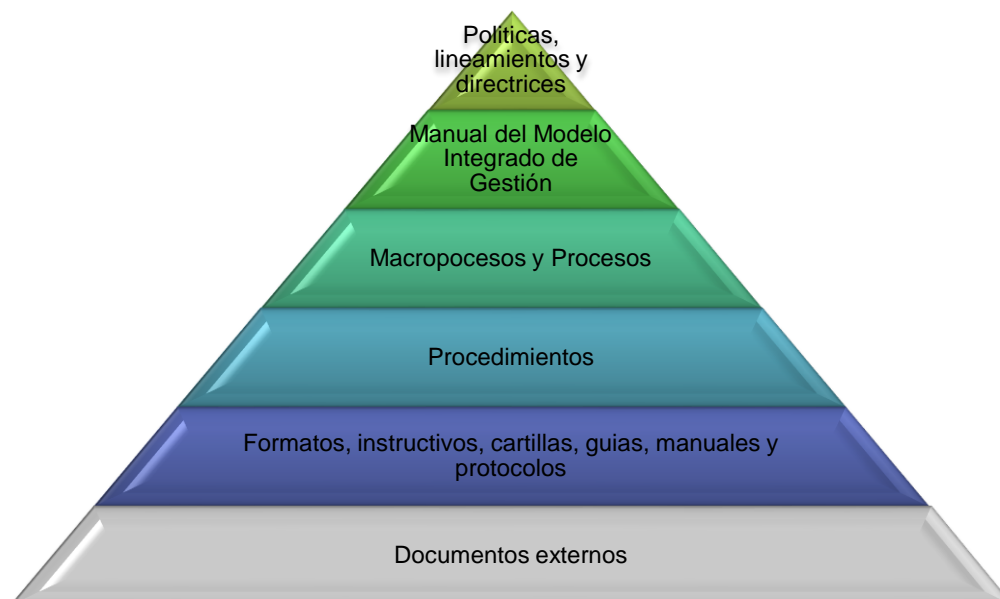 Politicas,
lineamientos y
directrices
Manual del Modelo
Integrado de
Gestión
Macropocesos y Procesos
Procedimientos
Formatos, instructivos, cartillas, guias, manuales y
protocolos
Documentos externos